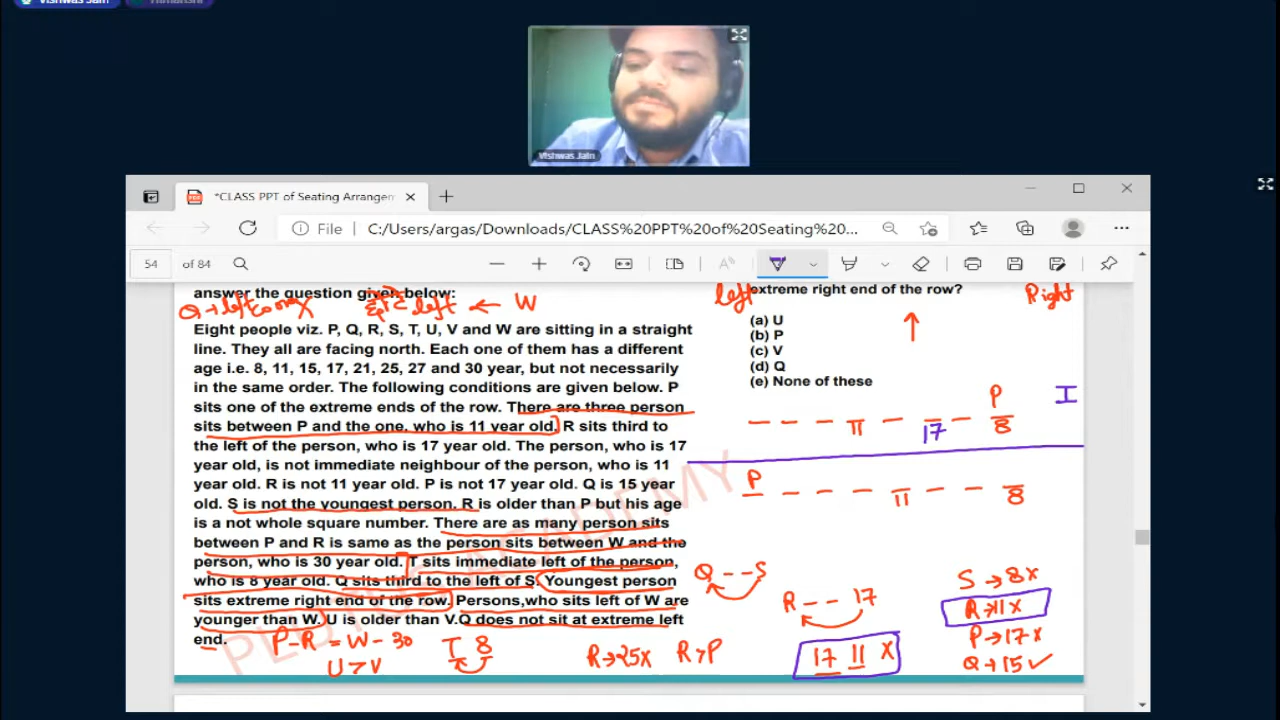 Vishwas Jain
Himanshi
Vishwas Jain
*CLASS PPT of Seating Arrangen
File
C:/Users/argas/Downloads/CLASS%20PPT%20of%20Seating%20...
54 of 84
answer the question given below:
Q → left corner X
left ← W
Eight people viz. P, Q, R, S, T, U, V and W are sitting in a straight
line. They all are facing north. Each one of them has a different
age i.e. 8, 11, 15, 17, 21, 25, 27 and 30 year, but not necessarily
in the same order. The following conditions are given below. P
sits one of the extreme ends of the row. There are three person
sits between P and the one, who is 11 year old. R sits third to
the left of the person, who is 17 year old. The person, who is 17
year old, is not immediate neighbour of the person, who is 11
year old. R is not 11 year old. P is not 17 year old. Q is 15 year
old. S is not the youngest person. R is older than P but his age
is a not whole square number. There are as many person sits
between P and R is same as the person sits between W and the
person, who is 30 year old. T sits immediate left of the person,
who is 8 year old. Q sits third to the left of S. Youngest person
sits extreme right end of the row. Persons,who sits left of W are
younger than W. U is older than V.Q does not sit at extreme left
end.
P-R = W-30
U > V
T 8
R → 25 X
R > P
extreme right end of the row?
left
Right
(a) U
(b) P
(c) V
(d) Q
(e) None of these
P
I
11
17
8
P
11
8
Q - - S
R - - 17
17 11 X
S → 8 X
R → 11 X
P → 17 X
Q → 15 ✓